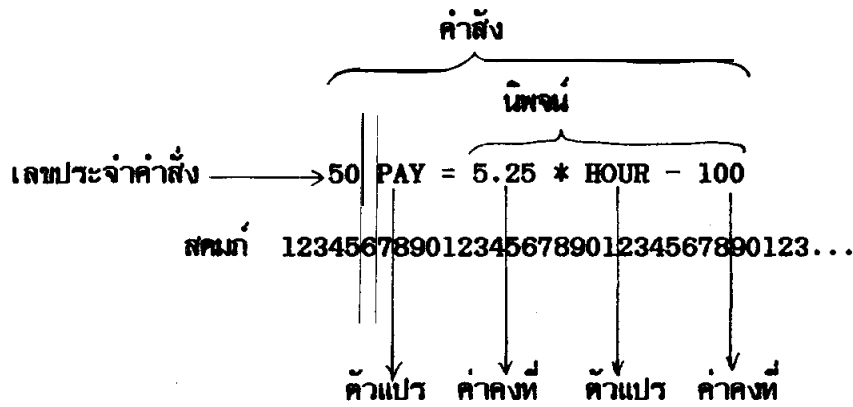 คำสั่ง
นิพจน์
เลขประจำคำสั่ง 50 PAY = 5.25 * HOUR - 100
สดมภ์ 123456789012345678901234567890123...
ตัวแปร ค่าคงที่ ตัวแปร ค่าคงที่